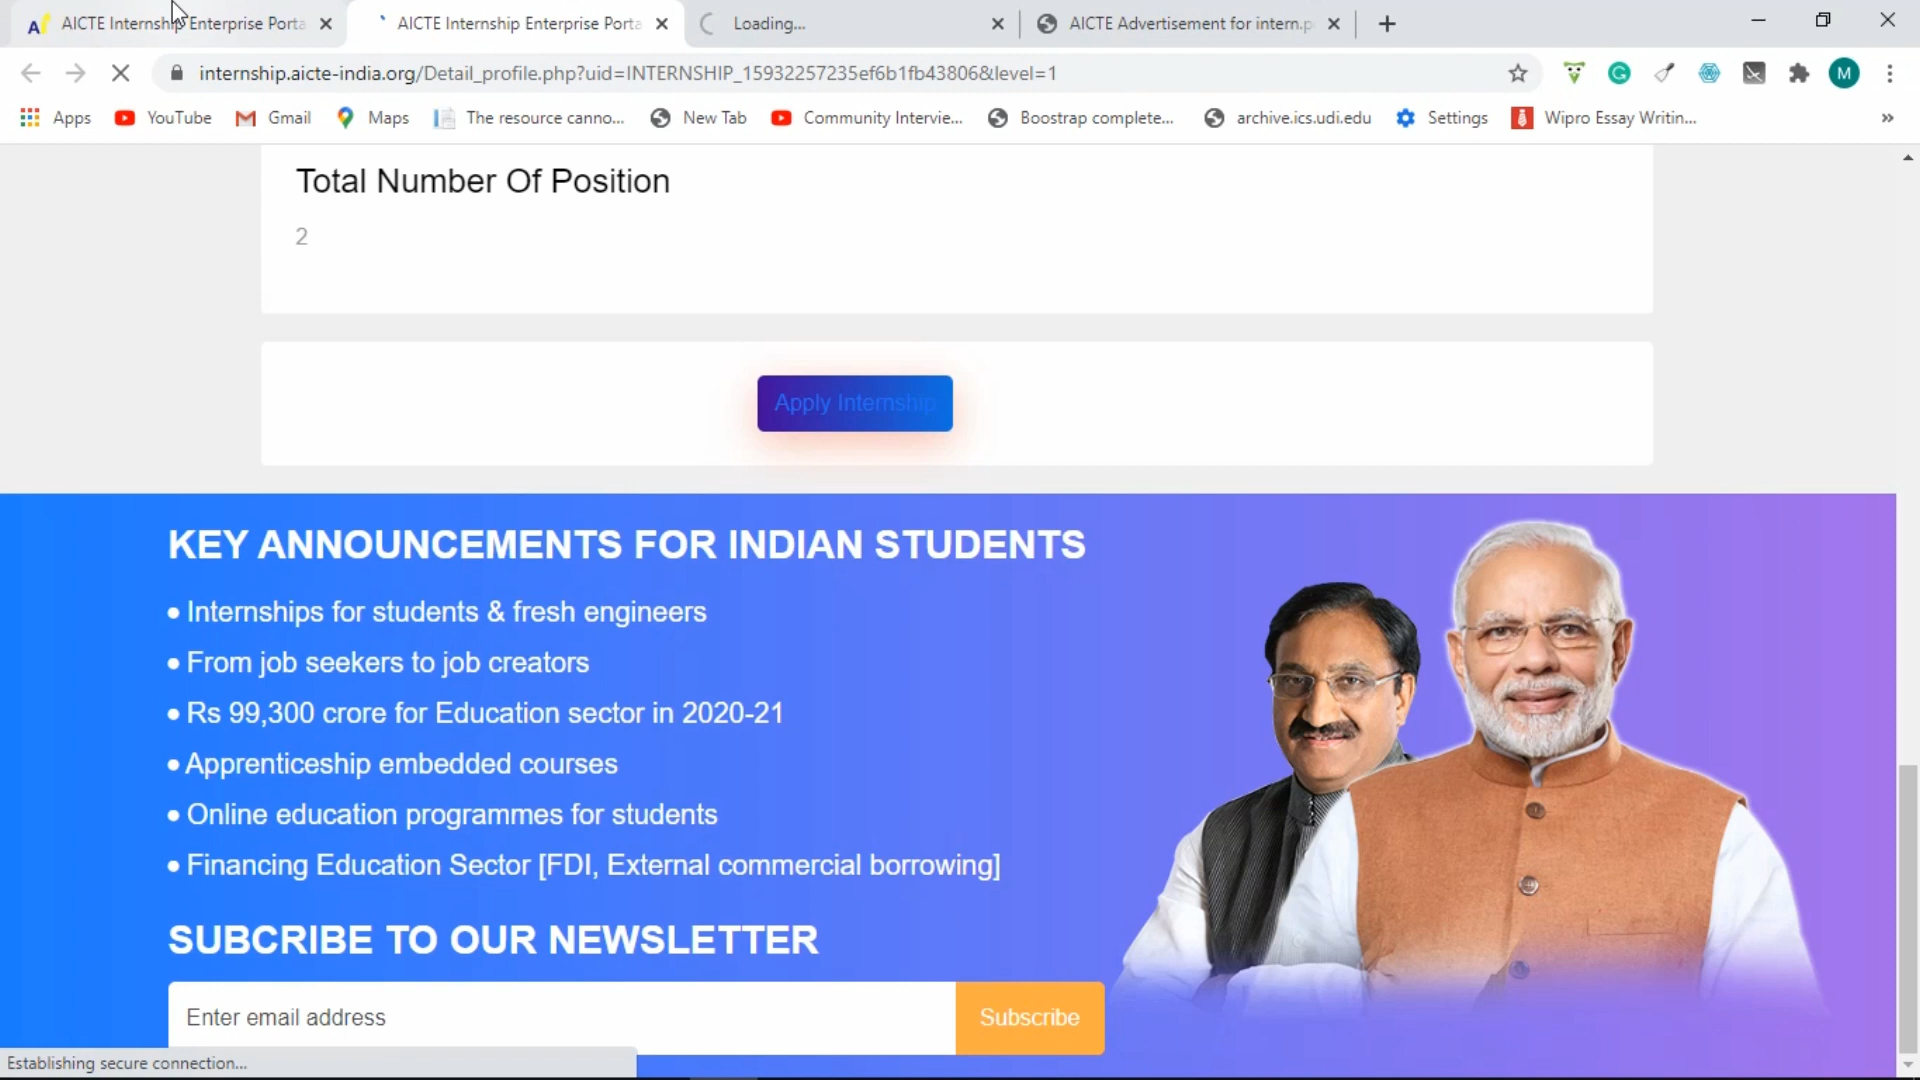 AICTE Internship Enterprise Porta
AICTE Internship Enterprise Porta
Loading...
AICTE Advertisement for intern.p
internship.aicte-india.org/Detail_profile.php?uid=INTERNSHIP_15932257235ef6b1fb43806&level=1
M
Apps
YouTube
Gmail
Maps
The resource canno...
New Tab
Community Intervie...
Boostrap complete...
archive.ics.udi.edu
Settings
Wipro Essay Writin...
Total Number Of Position
2
Apply Internship
KEY ANNOUNCEMENTS FOR INDIAN STUDENTS
• Internships for students & fresh engineers
• From job seekers to job creators
• Rs 99,300 crore for Education sector in 2020-21
• Apprenticeship embedded courses
• Online education programmes for students
• Financing Education Sector [FDI, External commercial borrowing]
SUBCRIBE TO OUR NEWSLETTER
Enter email address
Subscribe
Establishing secure connection...